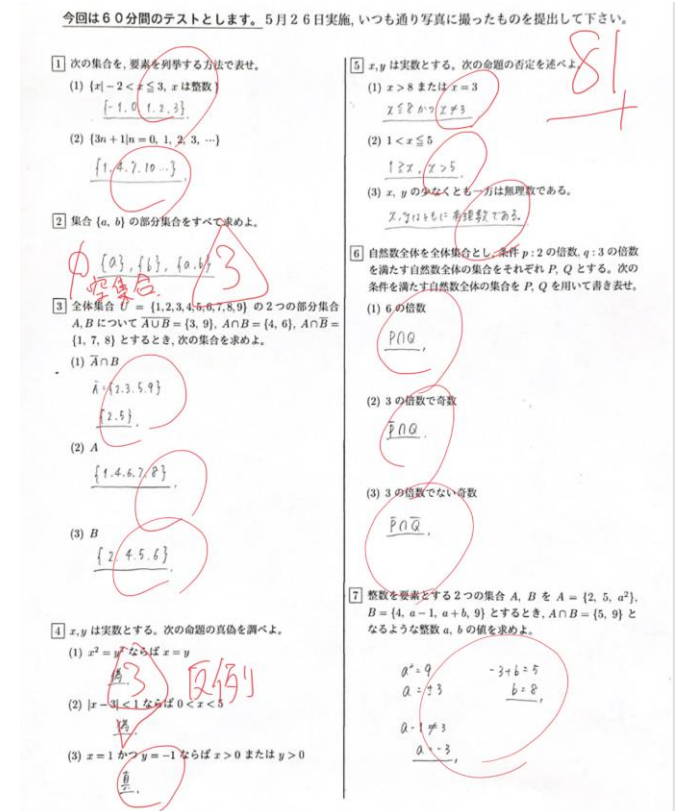 今回は６０分間のテストとします。５月２６日実施, いつも通り写真に撮ったものを提出して下さい。
1 次の集合を, 要素を列挙する方法で表せ。
(1) {x| − 2 < x ≦ 3, x は整数}
{-1, 0, 1, 2, 3}
(2) {3n + 1|n = 0, 1, 2, 3, ⋯}
{1, 4, 7, 10 …}
2 集合 {a, b} の部分集合をすべて求めよ。
φ {a}, {b}, {a.b} 3
空集合
3 全体集合 U = {1,2,3,4,5,6,7,8,9} の２つの部分集合
A, B について A̅∪̅B̅ = {3, 9}, A∩B = {4, 6}, A∩B̅ =
{1, 7, 8} とするとき, 次の集合を求めよ。
(1) A̅∩B
A̅ = {2.3.5.9}
{2.5}
(2) A
{1.4.6.7.8}
(3) B
{2. 4.5.6}
4 x, y は実数とする。次の命題の真偽を調べよ。
(1) x² = y² ならば x = y
偽 3 反例
(2) |x − 3| < 1 ならば 0 < x < 5
偽
(3) x = 1 かつ y = −1 ならば x > 0 または y > 0
真
81
5 x, y は実数とする。次の命題の否定を述べよ。
(1) x > 8 または x = 3
x ≦ 8 かつ x ≠ 3
(2) 1 < x ≦ 5
1 ≧ x, x > 5
(3) x, y の少なくとも一方は無理数である。
x, y はともに有理数である。
6 自然数全体を全体集合とし, 条件 p : 2 の倍数, q : 3 の倍数
を満たす自然数全体の集合をそれぞれ P, Q とする。次の
条件を満たす自然数全体の集合を P, Q を用いて書き表せ。
(1) 6 の倍数
P∩Q
(2) 3 の倍数で奇数
P̅∩Q
(3) 3 の倍数でない奇数
P̅∩Q̅
7 整数を要素とする２つの集合 A, B を A = {2, 5, a²},
B = {4, a − 1, a + b, 9} とするとき, A∩B = {5, 9} と
なるような整数 a, b の値を求めよ。
a² = 9 -3+b = 5
a = ±3 b = 8
a-1 ≠ 3
a = -3